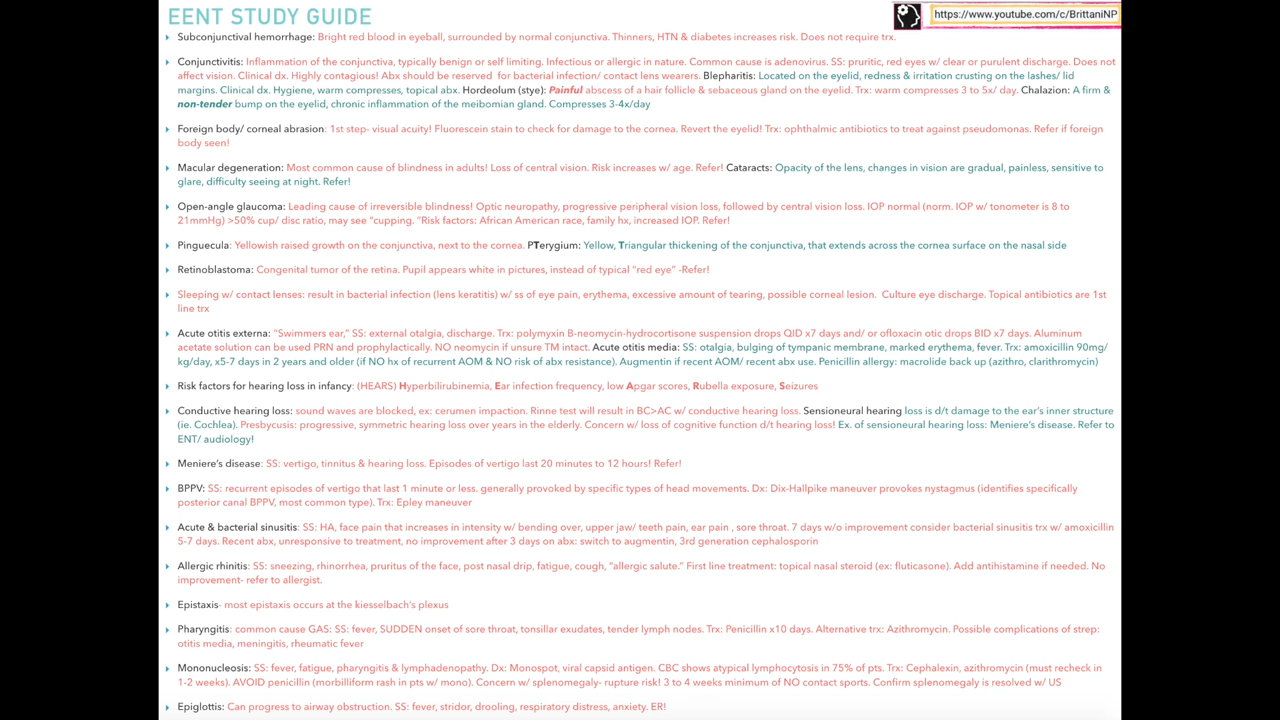 EENT STUDY GUIDE
https://www.youtube.com/c/BrittaniNP
Subconjunctival hemorrhage: Bright red blood in eyeball, surrounded by normal conjunctiva. Thinners, HTN & diabetes increases risk. Does not require trx.
Conjunctivitis: Inflammation of the conjunctiva, typically benign or self limiting. Infectious or allergic in nature. Common cause is adenovirus. SS: pruritic, red eyes w/ clear or purulent discharge. Does not
affect vision. Clinical dx. Highly contagious! Abx should be reserved for bacterial infection/ contact lens wearers. Blepharitis: Located on the eyelid, redness & irritation crusting on the lashes/ lid
margins. Clinical dx. Hygiene, warm compresses, topical abx. Hordeolum (stye): Painful abscess of a hair follicle & sebaceous gland on the eyelid. Trx: warm compresses 3 to 5x/ day. Chalazion: A firm &
non-tender bump on the eyelid, chronic inflammation of the meibomian gland. Compresses 3-4x/day
Foreign body/ corneal abrasion: 1st step- visual acuity! Fluorescein stain to check for damage to the cornea. Revert the eyelid! Trx: ophthalmic antibiotics to treat against pseudomonas. Refer if foreign
body seen!
Macular degeneration: Most common cause of blindness in adults! Loss of central vision. Risk increases w/ age. Refer! Cataracts: Opacity of the lens, changes in vision are gradual, painless, sensitive to
glare, difficulty seeing at night. Refer!
Open-angle glaucoma: Leading cause of irreversible blindness! Optic neuropathy, progressive peripheral vision loss, followed by central vision loss. IOP normal (norm. IOP w/ tonometer is 8 to
21mmHg) >50% cup/ disc ratio, may see "cupping. "Risk factors: African American race, family hx, increased IOP. Refer!
Pinguecula: Yellowish raised growth on the conjunctiva, next to the cornea. PTerygium: Yellow, Triangular thickening of the conjunctiva, that extends across the cornea surface on the nasal side
Retinoblastoma: Congenital tumor of the retina. Pupil appears white in pictures, instead of typical "red eye" -Refer!
Sleeping w/ contact lenses: result in bacterial infection (lens keratitis) w/ ss of eye pain, erythema, excessive amount of tearing, possible corneal lesion. Culture eye discharge. Topical antibiotics are 1st
line trx
Acute otitis externa: "Swimmers ear," SS: external otalgia, discharge. Trx: polymyxin B-neomycin-hydrocortisone suspension drops QID x7 days and/ or ofloxacin otic drops BID x7 days. Aluminum
acetate solution can be used PRN and prophylactically. NO neomycin if unsure TM intact. Acute otitis media: SS: otalgia, bulging of tympanic membrane, marked erythema, fever. Trx: amoxicillin 90mg/
kg/day, x5-7 days in 2 years and older (if NO hx of recurrent AOM & NO risk of abx resistance). Augmentin if recent AOM/ recent abx use. Penicillin allergy: macrolide back up (azithro, clarithromycin)
Risk factors for hearing loss in infancy: (HEARS) Hyperbilirubinemia, Ear infection frequency, low Apgar scores, Rubella exposure, Seizures
Conductive hearing loss: sound waves are blocked, ex: cerumen impaction. Rinne test will result in BC>AC w/ conductive hearing loss. Sensioneural hearing loss is d/t damage to the ear's inner structure
(ie. Cochlea). Presbycusis: progressive, symmetric hearing loss over years in the elderly. Concern w/ loss of cognitive function d/t hearing loss! Ex. of sensioneural hearing loss: Meniere's disease. Refer to
ENT/ audiology!
Meniere's disease: SS: vertigo, tinnitus & hearing loss. Episodes of vertigo last 20 minutes to 12 hours! Refer!
BPPV: SS: recurrent episodes of vertigo that last 1 minute or less. generally provoked by specific types of head movements. Dx: Dix-Hallpike maneuver provokes nystagmus (identifies specifically
posterior canal BPPV, most common type). Trx: Epley maneuver
Acute & bacterial sinusitis: SS: HA, face pain that increases in intensity w/ bending over, upper jaw/ teeth pain, ear pain , sore throat. 7 days w/o improvement consider bacterial sinusitis trx w/ amoxicillin
5-7 days. Recent abx, unresponsive to treatment, no improvement after 3 days on abx: switch to augmentin, 3rd generation cephalosporin
Allergic rhinitis: SS: sneezing, rhinorrhea, pruritus of the face, post nasal drip, fatigue, cough, "allergic salute." First line treatment: topical nasal steroid (ex: fluticasone). Add antihistamine if needed. No
improvement- refer to allergist.
Epistaxis- most epistaxis occurs at the kiesselbach's plexus
Pharyngitis: common cause GAS: SS: fever, SUDDEN onset of sore throat, tonsillar exudates, tender lymph nodes. Trx: Penicillin x10 days. Alternative trx: Azithromycin. Possible complications of strep:
otitis media, meningitis, rheumatic fever
Mononucleosis: SS: fever, fatigue, pharyngitis & lymphadenopathy. Dx: Monospot, viral capsid antigen. CBC shows atypical lymphocytosis in 75% of pts. Trx: Cephalexin, azithromycin (must recheck in
1-2 weeks). AVOID penicillin (morbilliform rash in pts w/ mono). Concern w/ splenomegaly- rupture risk! 3 to 4 weeks minimum of NO contact sports. Confirm splenomegaly is resolved w/ US
Epiglottis: Can progress to airway obstruction. SS: fever, stridor, drooling, respiratory distress, anxiety. ER!